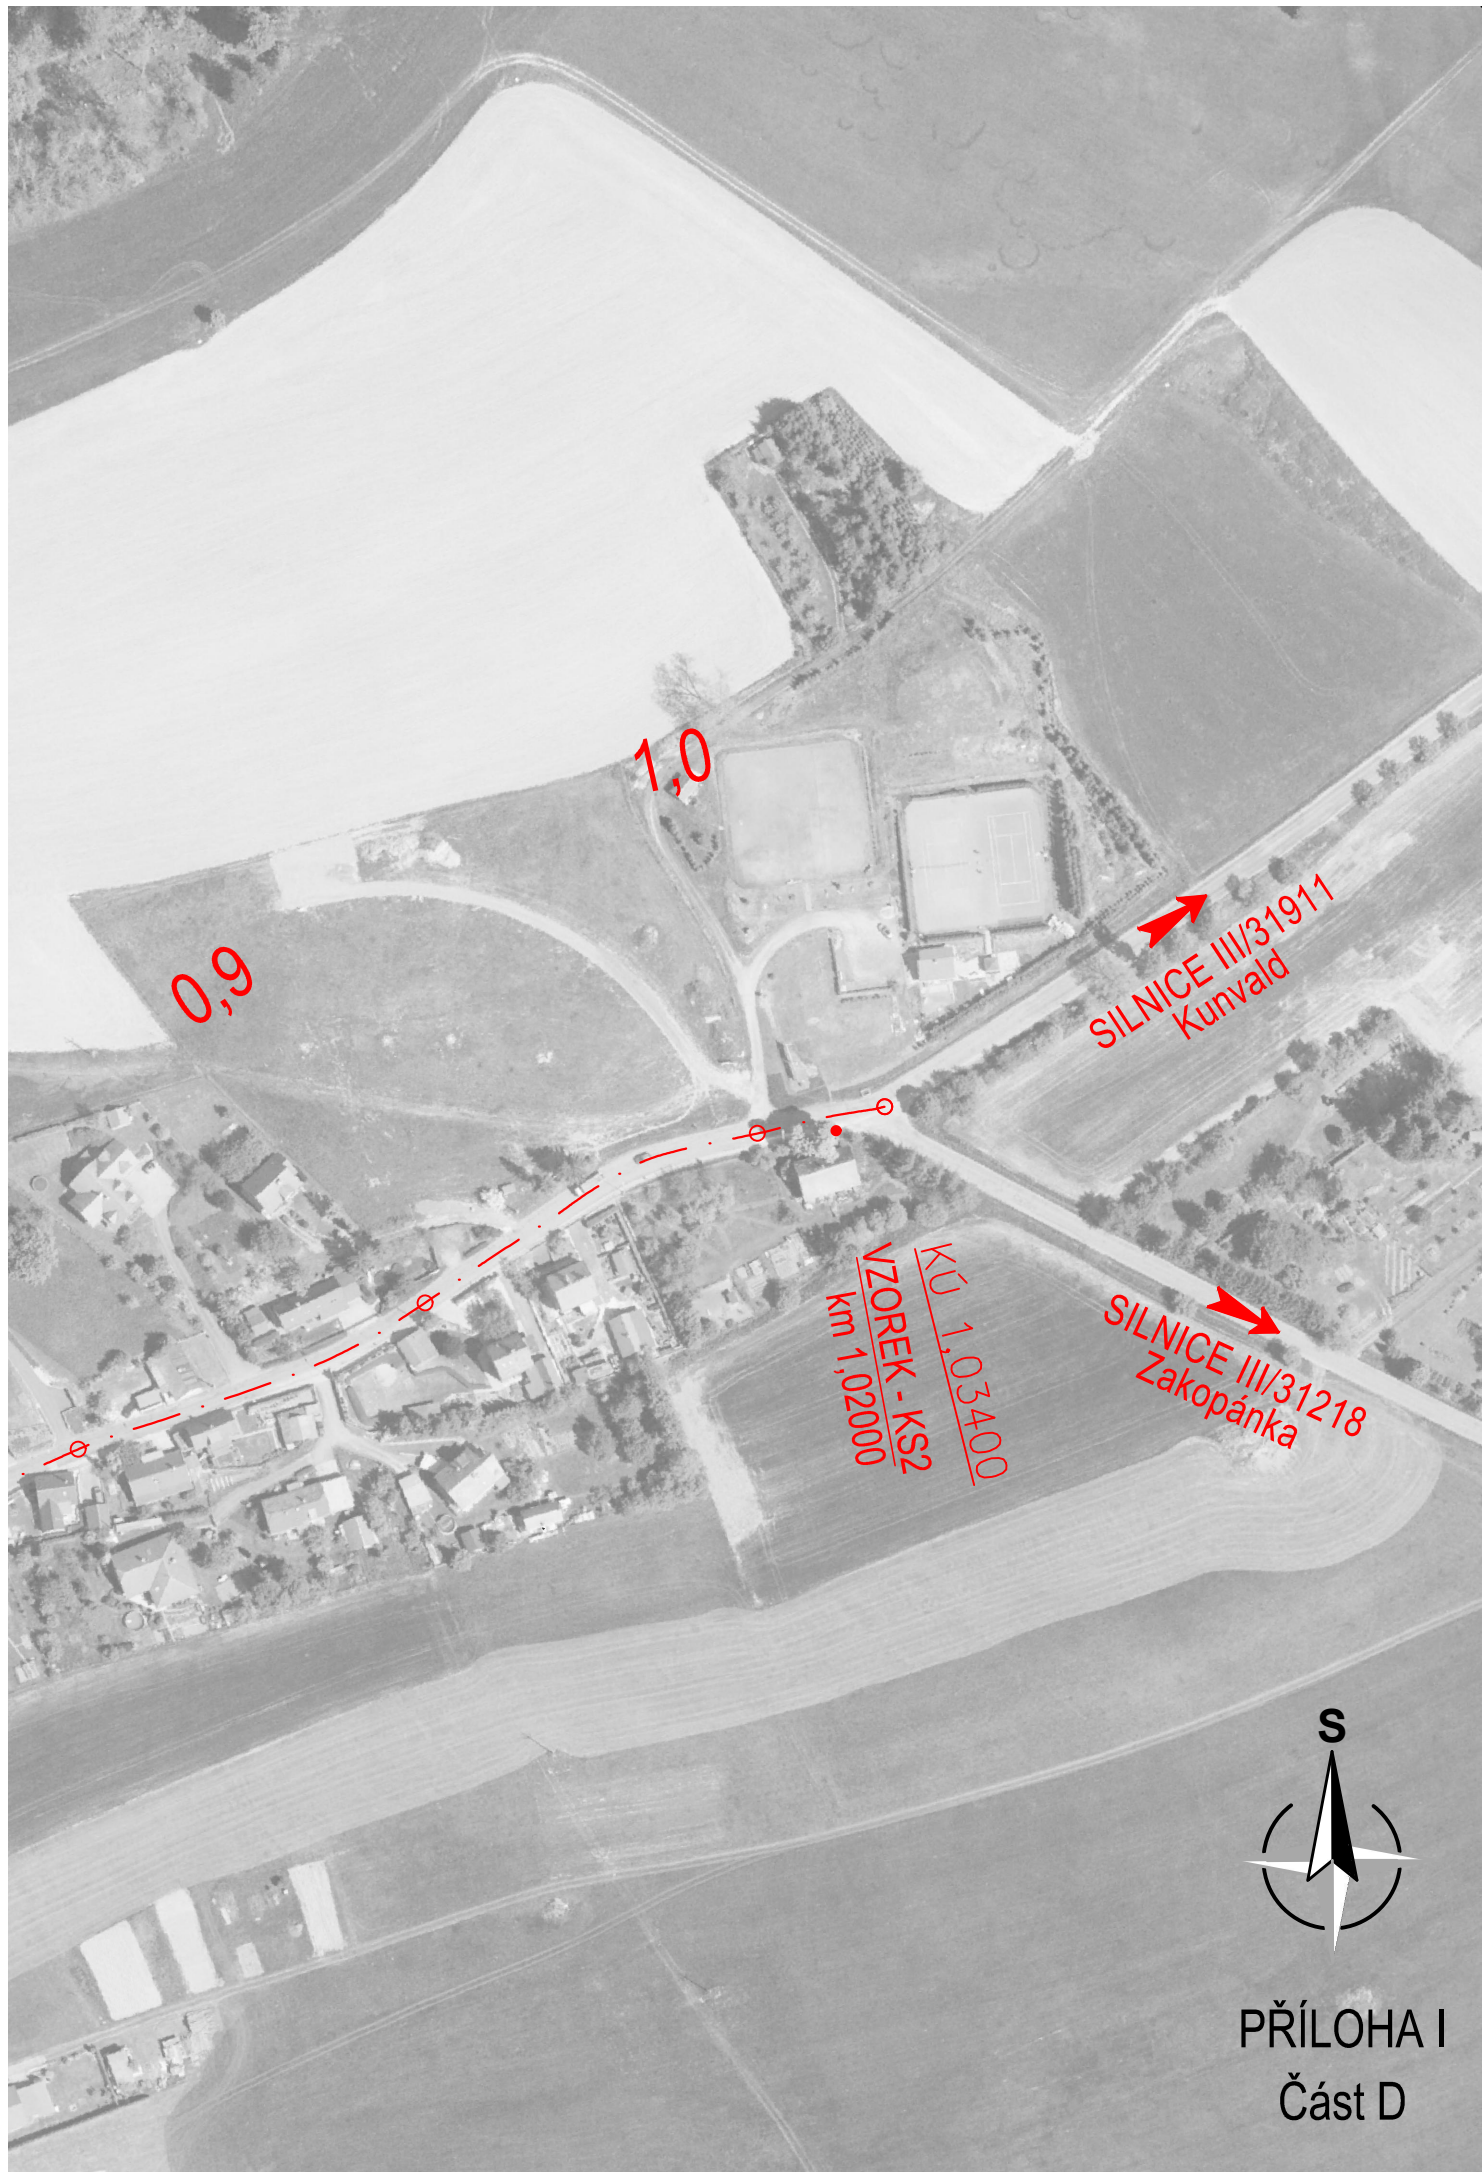 1,0
0,9
SILNICE III/31911
Kunvald
KÚ 1,03400
VZOREK - KS2
km 1,02000
SILNICE III/31218
Zakopánka
S
PŘÍLOHA I
Část D